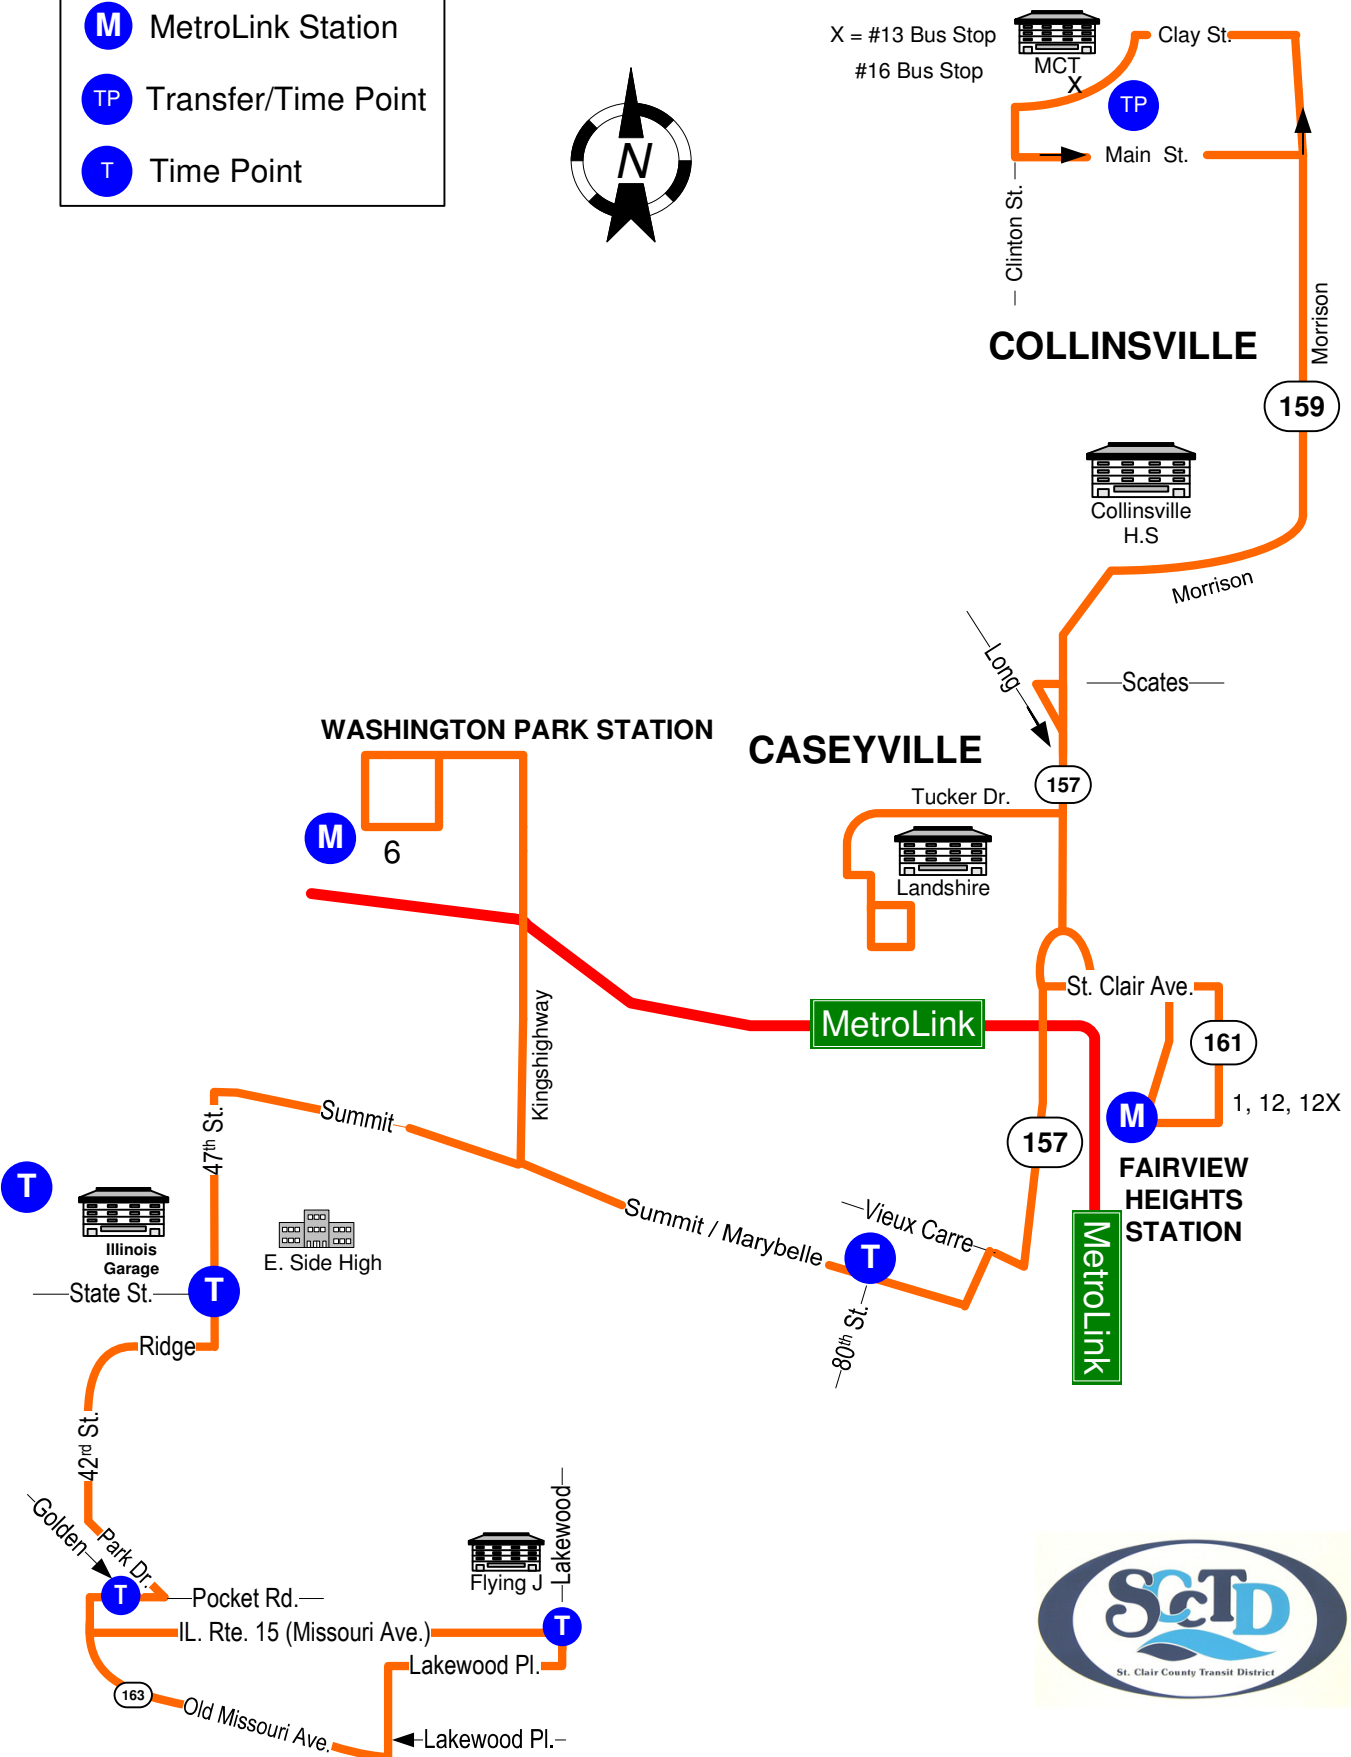 M MetroLink Station
TP Transfer/Time Point
T Time Point
N
X = #13 Bus Stop
#16 Bus Stop
MCT
X
Clay St.
TP
Main St.
Clinton St.
Morrison
COLLINSVILLE
159
Collinsville
H.S
Morrison
Long
Scates
WASHINGTON PARK STATION
CASEYVILLE
157
Tucker Dr.
M
6
Landshire
St. Clair Ave.
MetroLink
161
Kingshighway
1, 12, 12X
M
157
Summit
47th St.
FAIRVIEW
HEIGHTS
STATION
T
Illinois
Garage
E. Side High
Summit / Marybelle
Vieux Carre
T
MetroLink
State St.
T
80th St.
Ridge
42rd St.
Golden
Park Dr.
Lakewood
Flying J
T
Pocket Rd.
IL. Rte. 15 (Missouri Ave.)
T
Lakewood Pl.
163
Old Missouri Ave.
Lakewood Pl.
SCCTD
St. Clair County Transit District